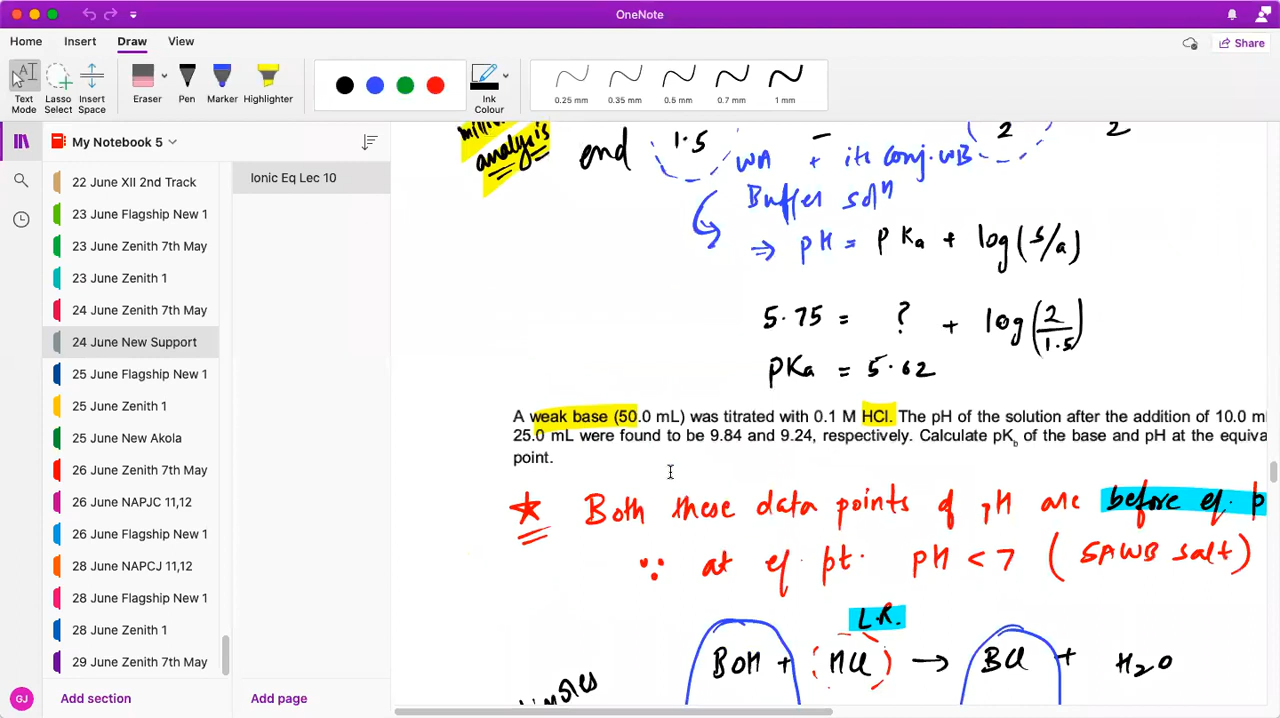 OneNote
Home Insert Draw View
Share
Text Mode
Lasso Select
Insert Space
Eraser
Pen
Marker
Highlighter
Ink Colour
0.25 mm
0.35 mm
0.5 mm
0.7 mm
1 mm
My Notebook 5
22 June XII 2nd Track
23 June Flagship New 1
23 June Zenith 7th May
23 June Zenith 1
24 June Zenith 7th May
24 June New Support
25 June Flagship New 1
25 June Zenith 1
25 June New Akola
26 June Zenith 7th May
26 June NAPJC 11,12
26 June Flagship New 1
28 June NAPCJ 11,12
28 June Flagship New 1
28 June Zenith 1
29 June Zenith 7th May
GJ
Add section
Ionic Eq Lec 10
Add page
analysis
end 1.5 – 2 2
WA + its conj. WB
Buffer solⁿ
⇒ pH = pKa + log(s/a)
5.75 = ? + log(2/1.5)
pKa = 5.62
A weak base (50.0 mL) was titrated with 0.1 M HCl. The pH of the solution after the addition of 10.0 m
25.0 mL were found to be 9.84 and 9.24, respectively. Calculate pKb of the base and pH at the equiva
point.
Both these data points of pH are before eq. p
∵ at eq. pt. pH < 7 (SAWB salt)
L.R.
BOH + HCl → BCl + H2O